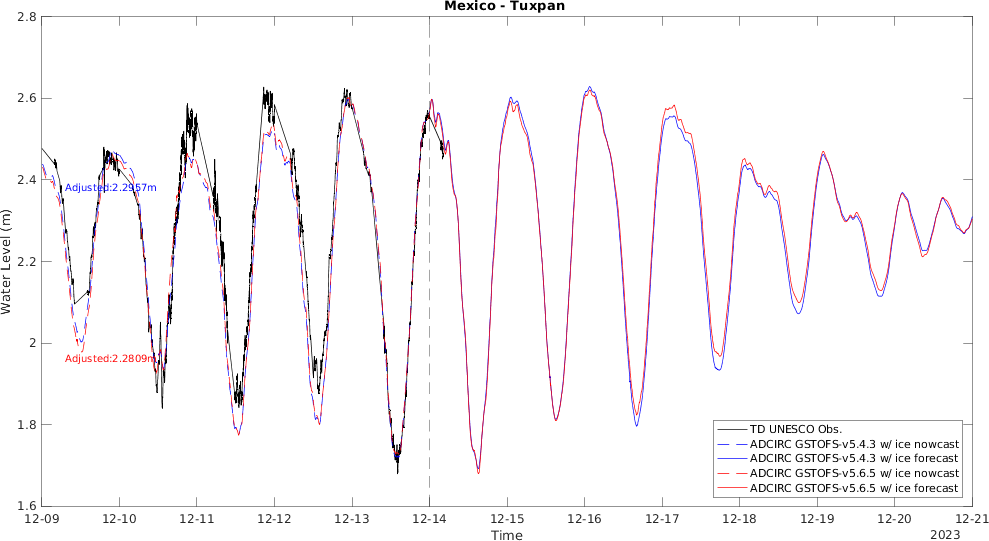 Mexico - Tuxpan
2.8
2.6
2.4
2.2
2
1.8
1.6
Water Level (m)
Adjusted:2.2957m
Adjusted:2.2809m
TD UNESCO Obs.
ADCIRC GSTOFS-v5.4.3 w/ ice nowcast
ADCIRC GSTOFS-v5.4.3 w/ ice forecast
ADCIRC GSTOFS-v5.6.5 w/ ice nowcast
ADCIRC GSTOFS-v5.6.5 w/ ice forecast
12-09 12-10 12-11 12-12 12-13 12-14 12-15 12-16 12-17 12-18 12-19 12-20 12-21
Time
2023